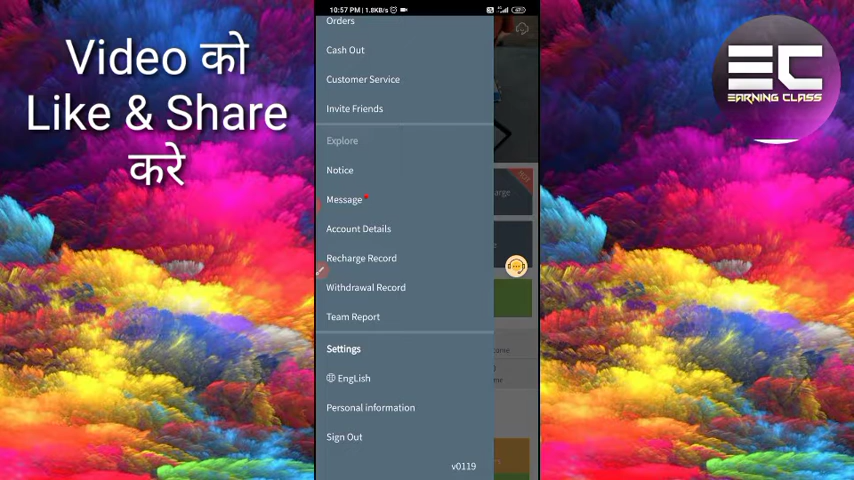 Video को
Like & Share
करे
10:57 PM | 1.8KB/s
Orders
Cash Out
Customer Service
Invite Friends
Explore
Notice
Message
Account Details
Recharge Record
Withdrawal Record
Team Report
Settings
EngLish
Personal information
Sign Out
v0119
EC
EARNING CLASS